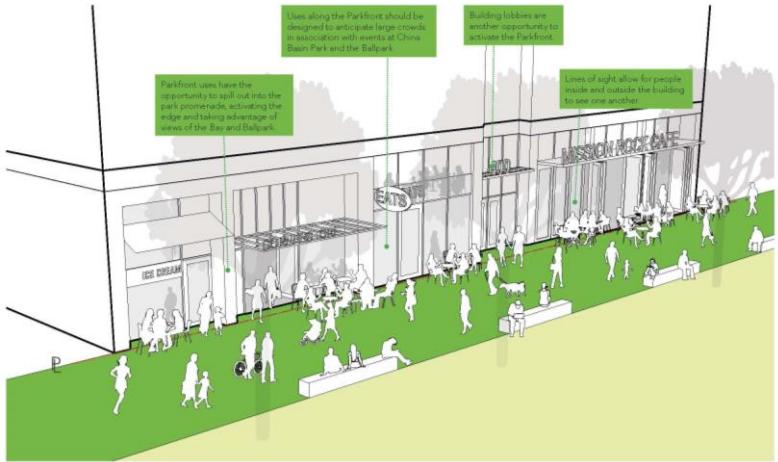 Uses along the Parkfront should be
designed to anticipate large crowds
in association with events at China
Basin Park and the Ballpark.
Building lobbies are
another opportunity to
activate the Parkfront.
Parkfront uses have the
opportunity to spill out into the
park promenade, activating the
edge and taking advantage of
views of the Bay and Ballpark.
Lines of sight allow for people
inside and outside the building
to see one another.
ICE CREAM
EATS
MISSION ROCK CAFE